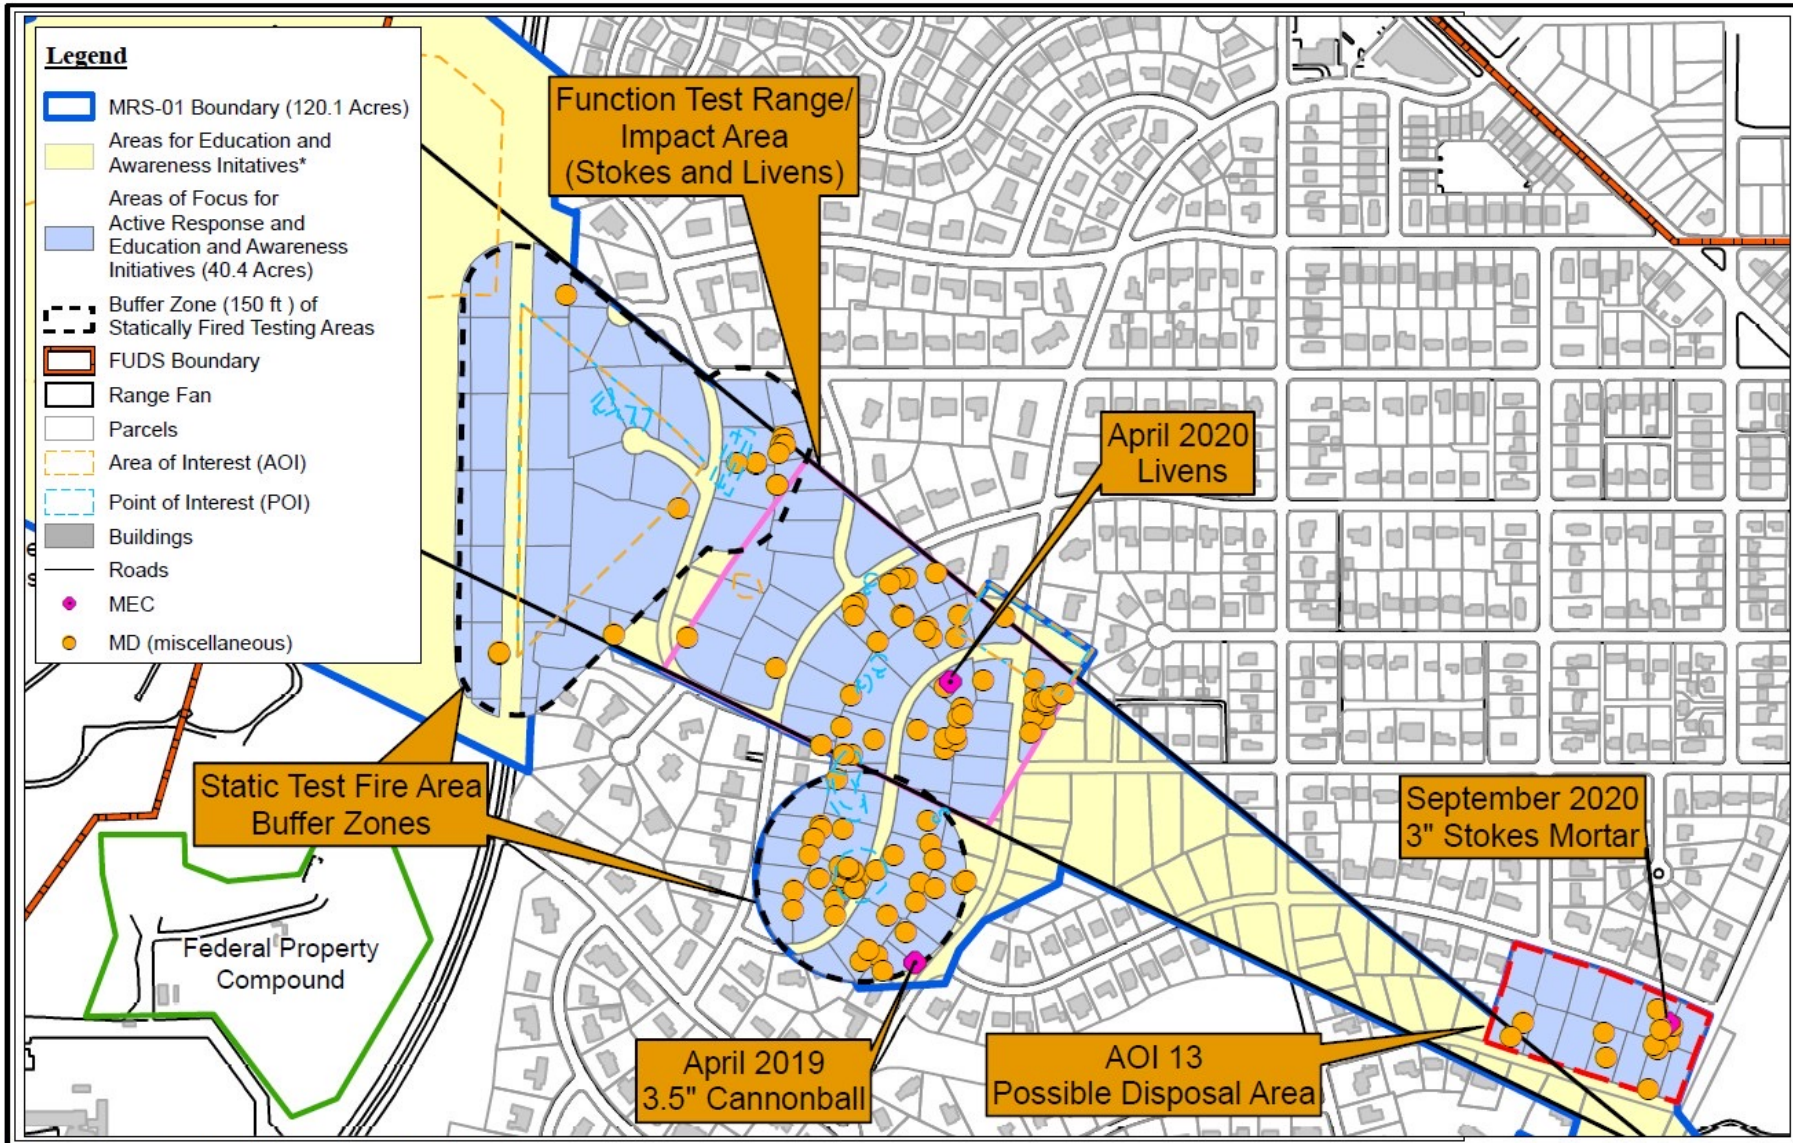 Legend
MRS-01 Boundary (120.1 Acres)
Areas for Education and
Awareness Initatives*
Areas of Focus for
Active Response and
Education and Awareness
Initiatives (40.4 Acres)
Buffer Zone (150 ft ) of
Statically Fired Testing Areas
FUDS Boundary
Range Fan
Parcels
Area of Interest (AOI)
Point of Interest (POI)
Buildings
Roads
MEC
MD (miscellaneous)
Function Test Range/
Impact Area
(Stokes and Livens)
April 2020
Livens
Static Test Fire Area
Buffer Zones
September 2020
3" Stokes Mortar
Federal Property
Compound
April 2019
3.5" Cannonball
AOI 13
Possible Disposal Area